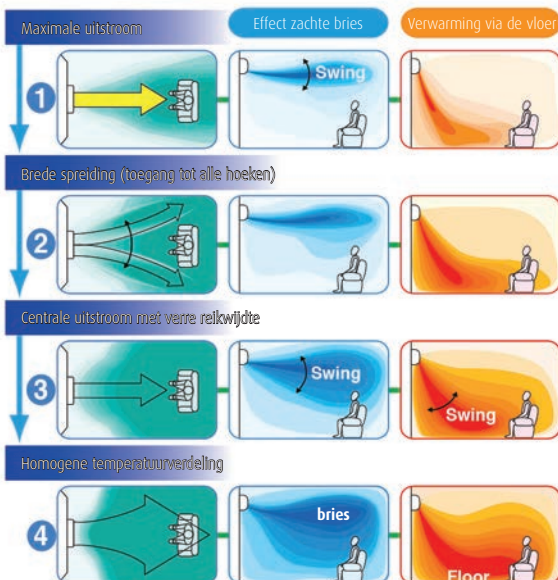 Maximale uitstroom
Effect zachte bries
Verwarming via de vloer
1
Swing
Brede spreiding (toegang tot alle hoeken)
2
Centrale uitstroom met verre reikwijdte
3
Swing
Swing
Homogene temperatuurverdeling
4
bries
Floor